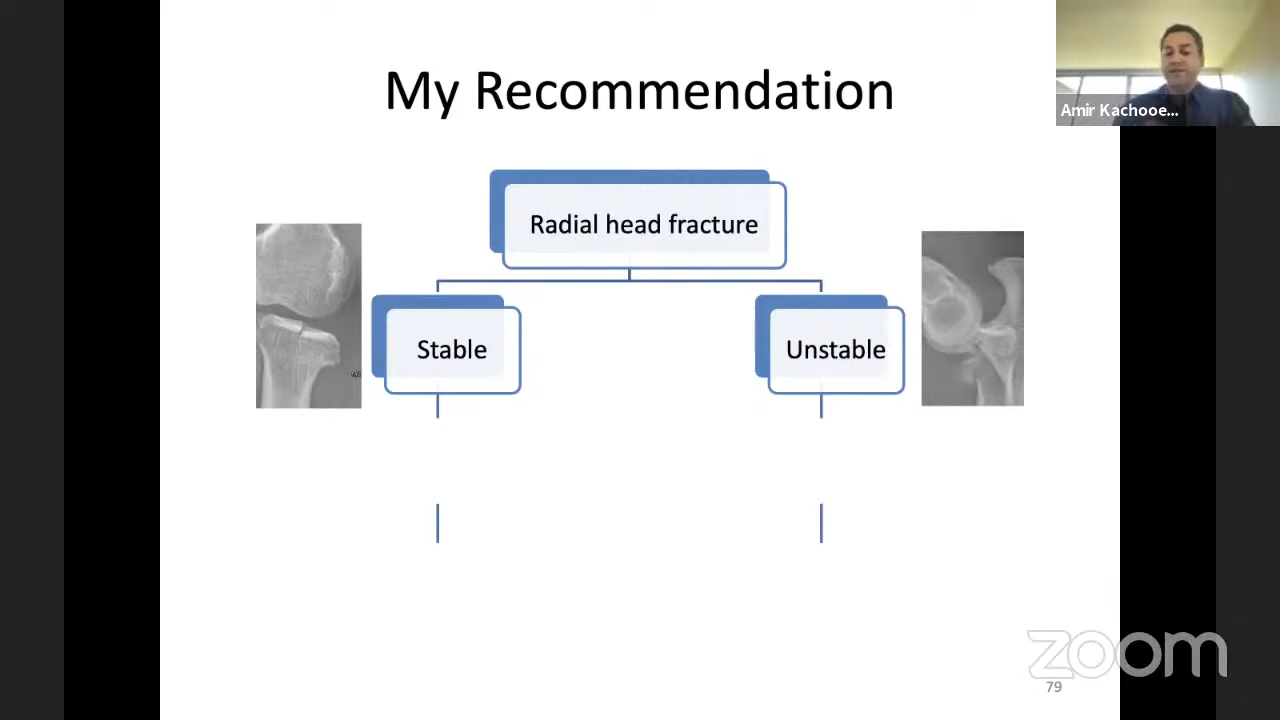 My Recommendation
Amir Kachooe...
Radial head fracture
Stable
Unstable
zoom
79